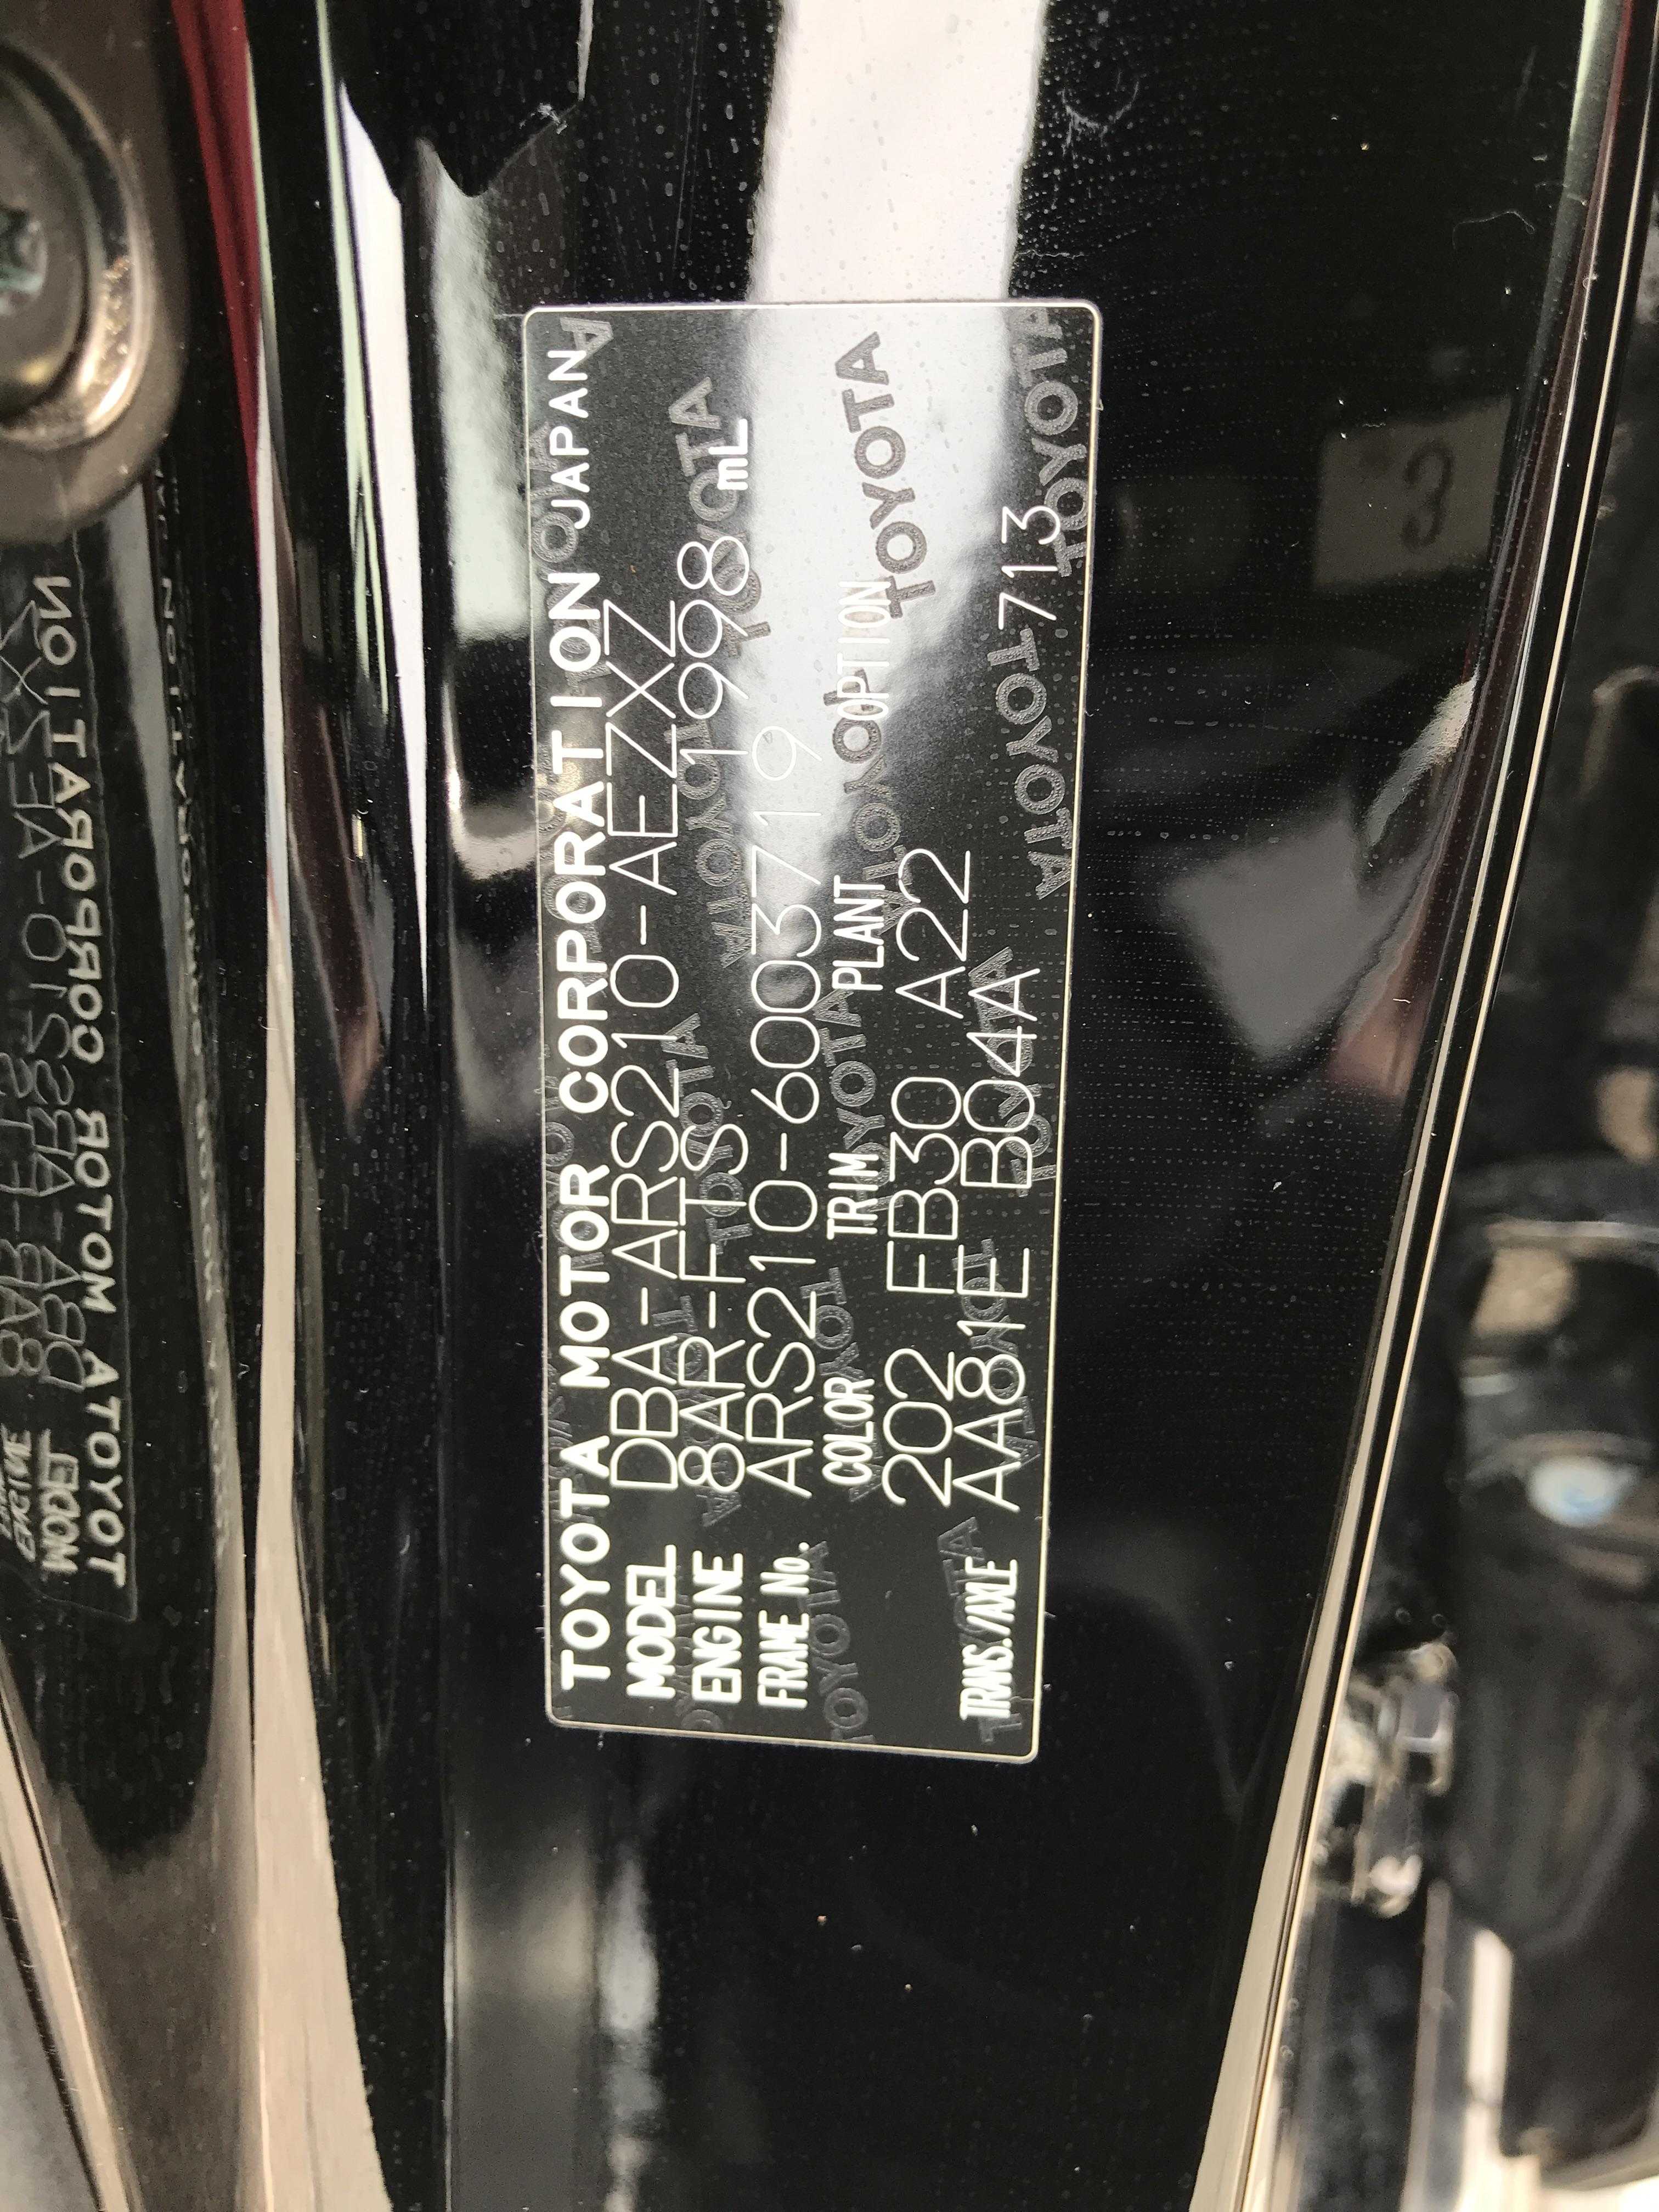 TOYOTA MOTOR CORPORATION JAPAN
MODEL DBA-ARS210-AEZXZ
ENGINE 8AR-FTS 1998 mL
FRAME No. ARS210-6003719
COLOR TRIM PLANT OPTION
202 FB30 A22
TRANS./AXLE AA81E B04A 713
3